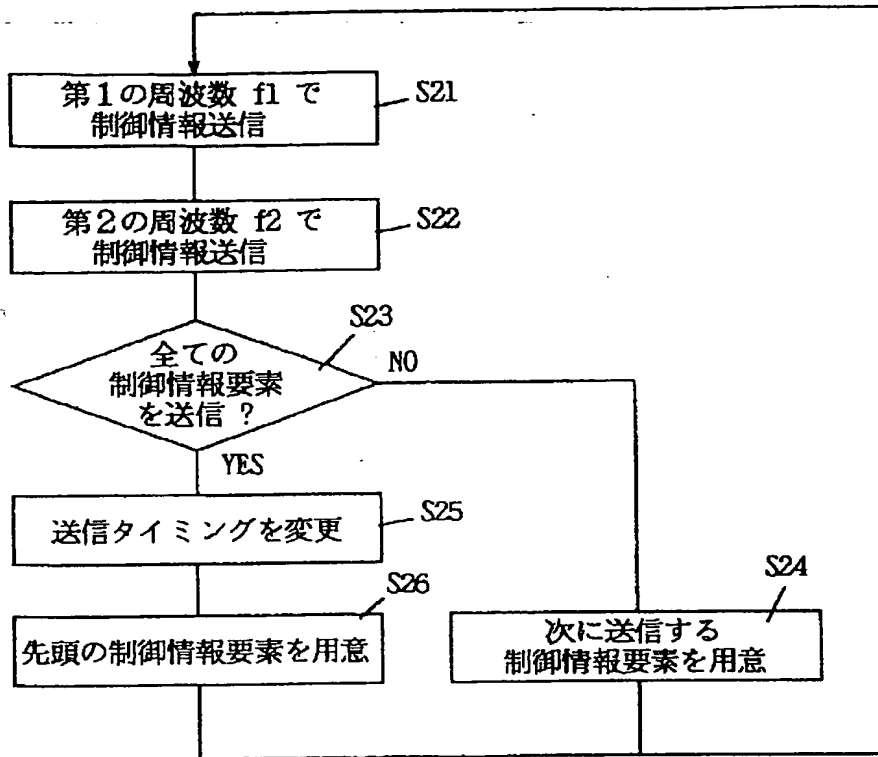 第1の周波数 f1 で
制御情報送信
S21
第2の周波数 f2 で
制御情報送信
S22
S23
全ての
制御情報要素
を送信 ?
NO
YES
送信タイミングを変更
S25
S26
先頭の制御情報要素を用意
S24
次に送信する
制御情報要素を用意